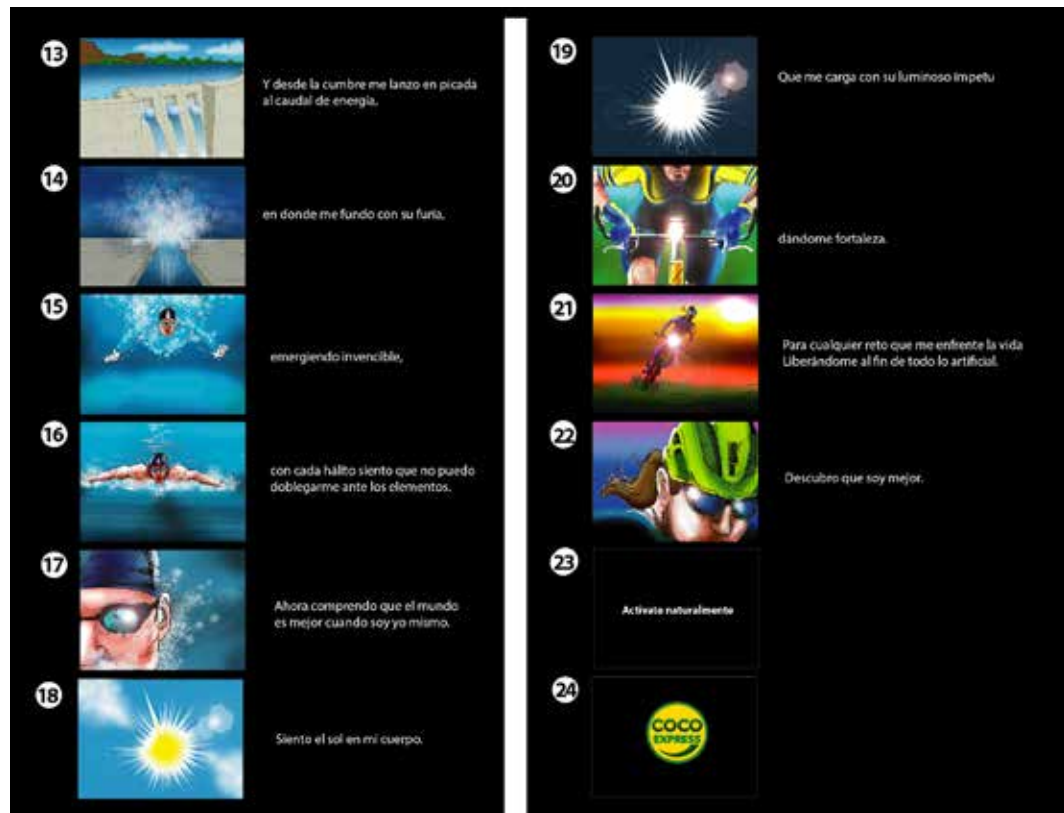 13
Y desde la cumbre me lanzo en picada
al caudal de energía,
14
en donde me fundo con su furia,
15
emergiendo invencible,
16
con cada hálito siento que no puedo
doblegarme ante los elementos.
17
Ahora comprendo que el mundo
es mejor cuando soy yo mismo.
18
Siento el sol en mi cuerpo.
19
Que me carga con su luminoso ímpetu
20
dándome fortaleza.
21
Para cualquier reto que me enfrente la vida
Liberándome al fin de todo lo artificial.
22
Descubro que soy mejor.
23
Actívate naturalmente
24
COCO
EXPRESS